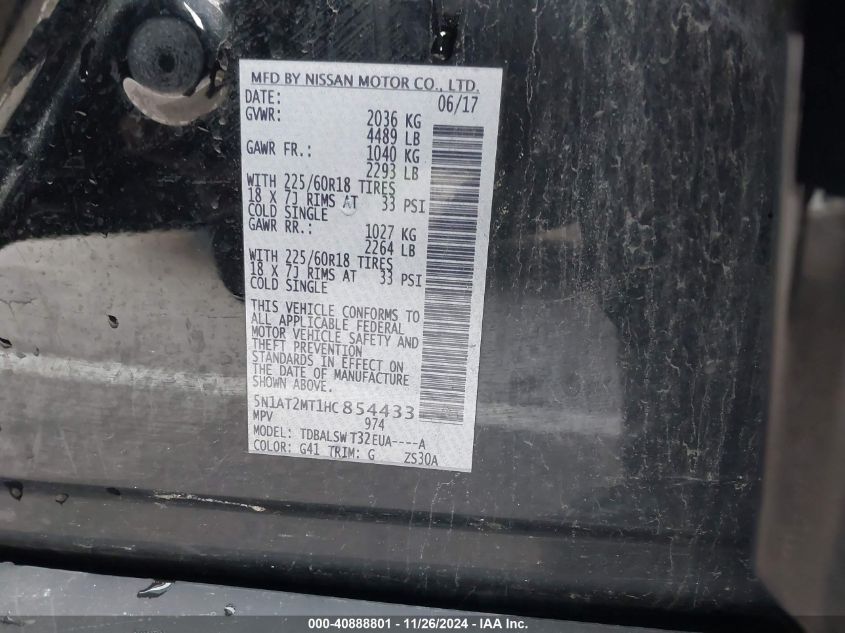 MFD BY NISSAN MOTOR CO., LTD.
DATE: 06/17
GVWR: 2036 KG
4489 LB
GAWR FR.: 1040 KG
2293 LB
WITH 225/60R18 TIRES
18 X 7J RIMS AT 33 PSI
COLD SINGLE
GAWR RR.: 1027 KG
2264 LB
WITH 225/60R18 TIRES
18 X 7J RIMS AT 33 PSI
COLD SINGLE
THIS VEHICLE CONFORMS TO
ALL APPLICABLE FEDERAL
MOTOR VEHICLE SAFETY AND
THEFT PREVENTION
STANDARDS IN EFFECT ON
THE DATE OF MANUFACTURE
SHOWN ABOVE.
5N1AT2MT1HC854433
MPV 974
MODEL: TDBALSW T32EUA----A
COLOR: G41 TRIM: G ZS30A
000-40888801 - 11/26/2024 - IAA Inc.